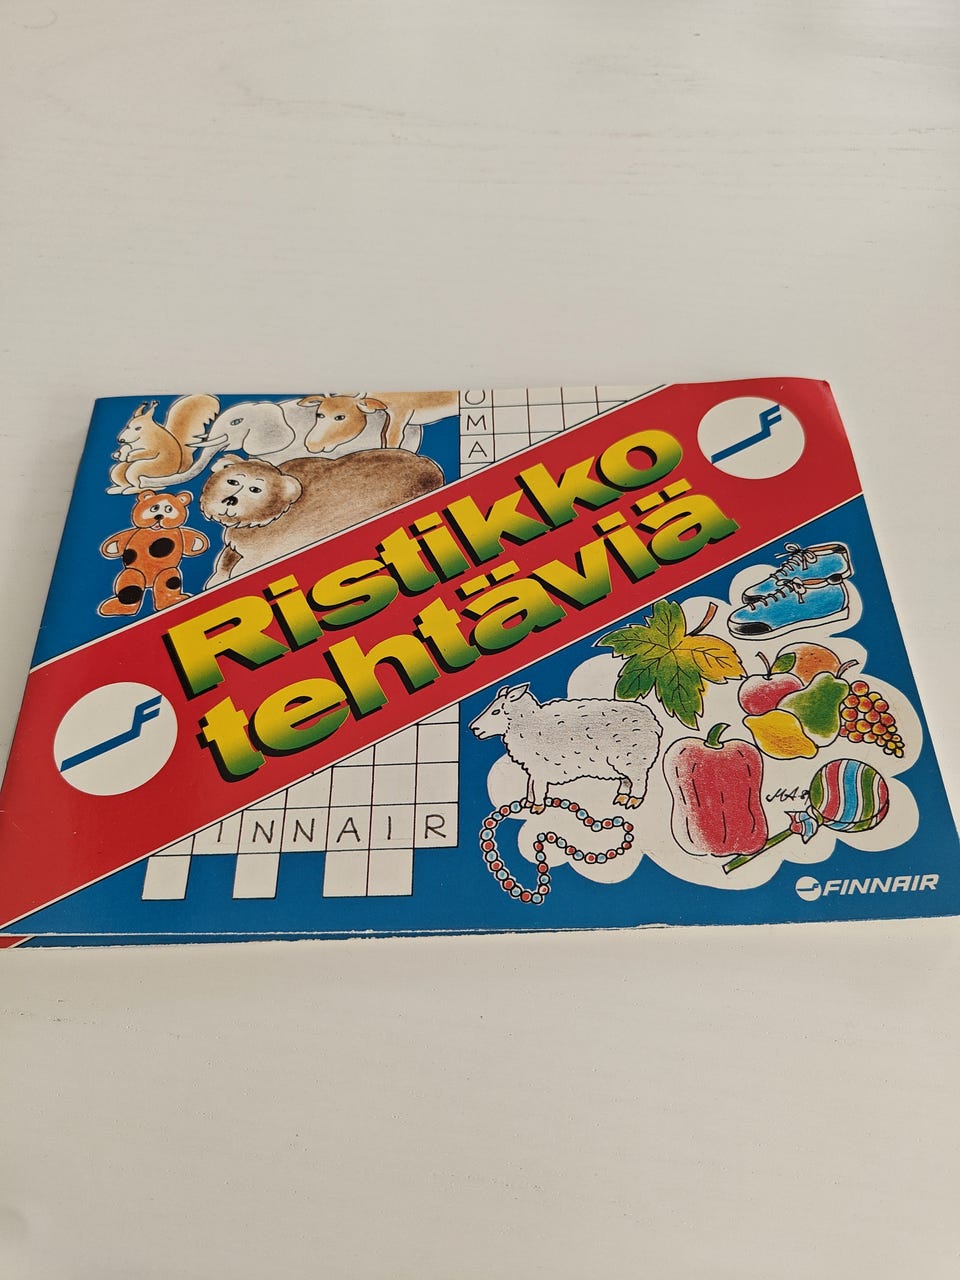 OMA
Ristikko
tehtäviä
F
F
INNAIR
FINNAIR